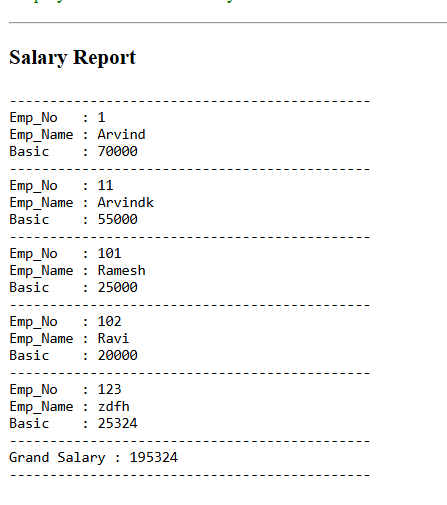 Salary Report
--------------------------------------------
Emp_No   : 1
Emp_Name : Arvind
Basic    : 70000
--------------------------------------------
Emp_No   : 11
Emp_Name : Arvindk
Basic    : 55000
--------------------------------------------
Emp_No   : 101
Emp_Name : Ramesh
Basic    : 25000
--------------------------------------------
Emp_No   : 102
Emp_Name : Ravi
Basic    : 20000
--------------------------------------------
Emp_No   : 123
Emp_Name : zdfh
Basic    : 25324
--------------------------------------------
Grand Salary : 195324
--------------------------------------------